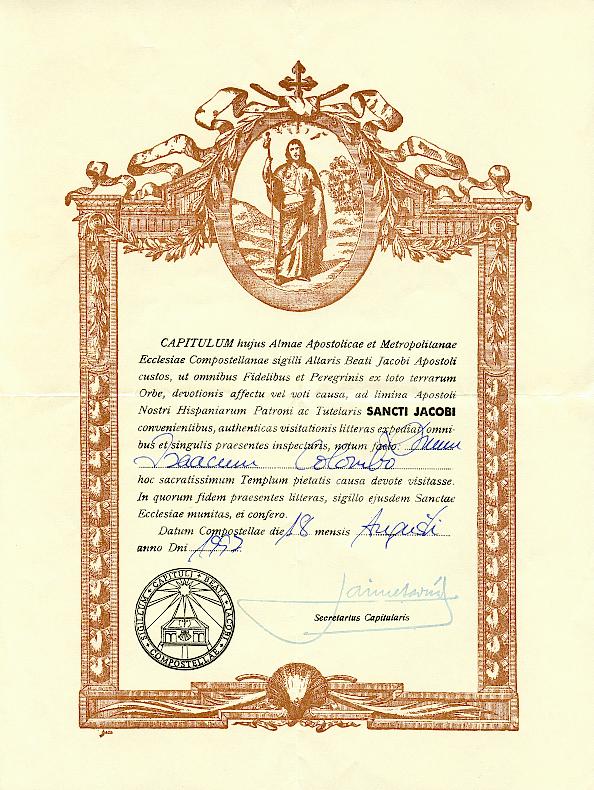 CAPITULUM hujus Almae Apostolicae et Metropolitanae
Ecclesiae Compostellanae sigilli Altaris Beati Jacobi Apostoli
custos, ut omnibus Fidelibus et Peregrinis ex toto terrarum
Orbe, devotionis affectu vel voti causa, ad limina Apostoli
Nostri Hispaniarum Patroni ac Tutelaris SANCTI JACOBI
convenientibus, authenticas visitationis litteras expediat, omni-
bus et singulis praesentes inspecturis, notum facio:
Isaacum Colombo
hoc sacratissimum Templum pietatis causa devote visitasse.
In quorum fidem praesentes litteras, sigillo ejusdem Sanctae
Ecclesiae munitas, ei confero.
Datum Compostellae die 18 mensis Augusti
anno Dni
SIGILLUM + CAPITULI + BEATI + JACOBI + COMPOSTELLAE +
Secretarius Capitularis